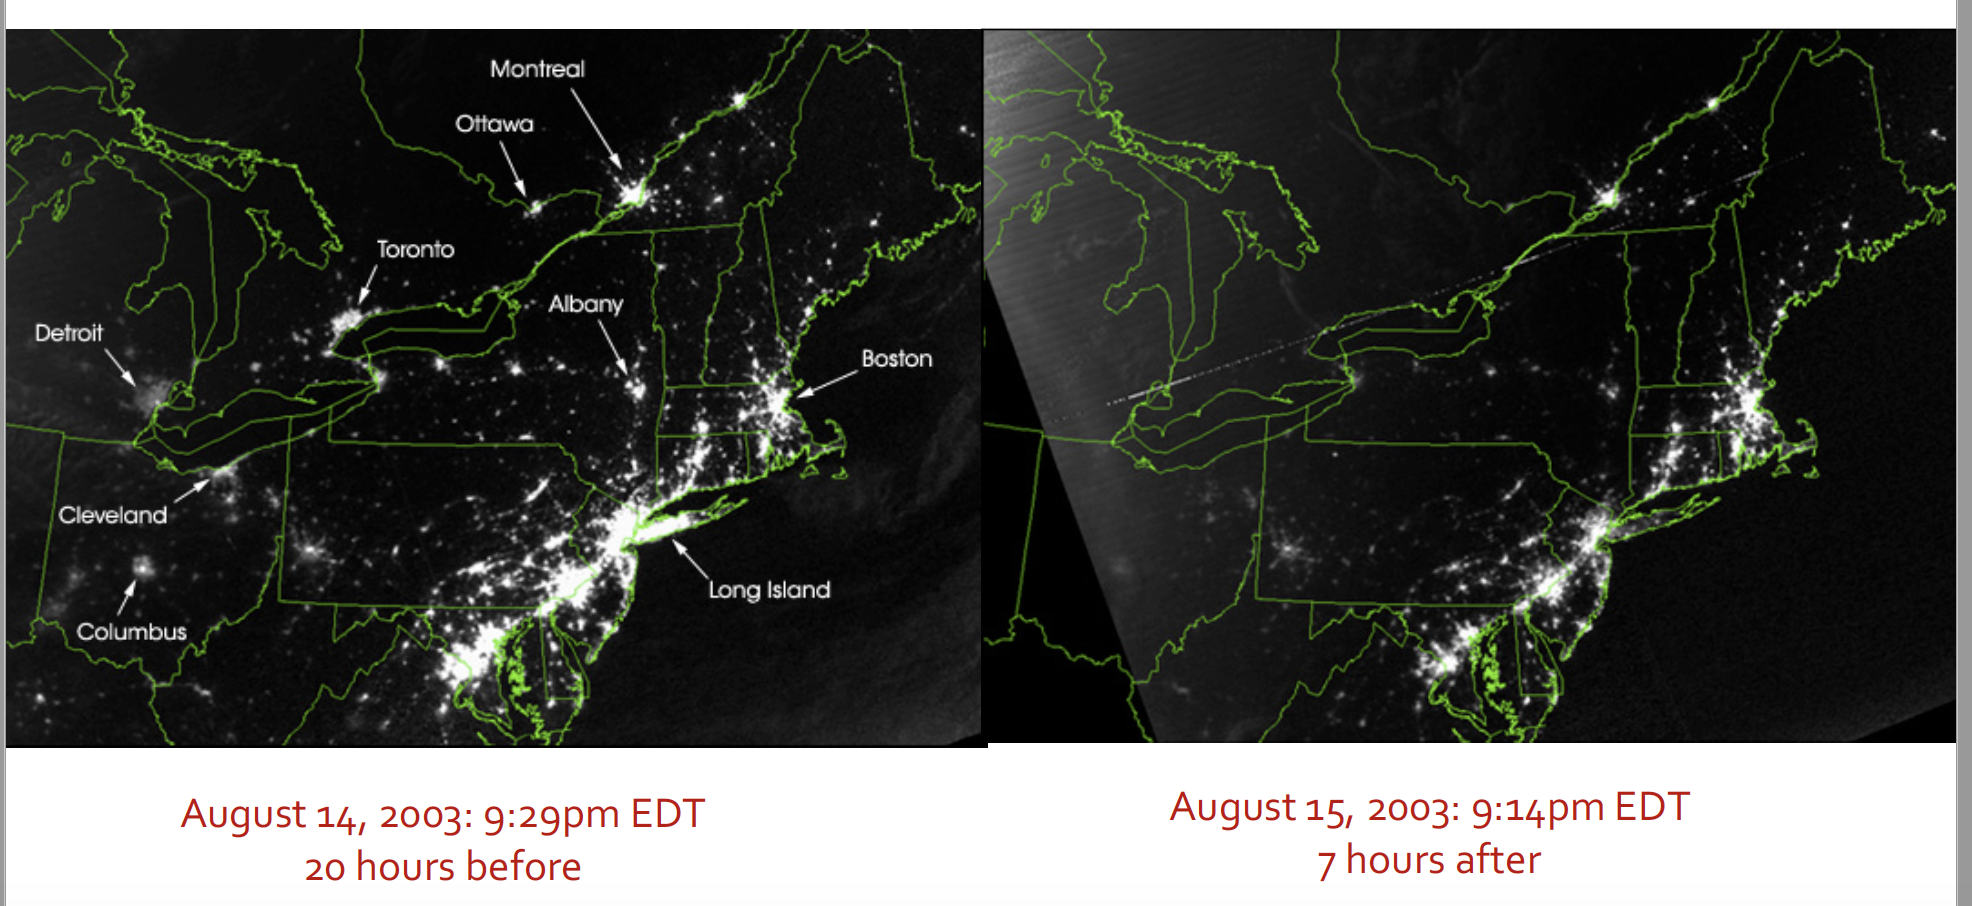 Montreal
Ottawa
Toronto
Albany
Detroit
Boston
Cleveland
Long Island
Columbus
August 14, 2003: 9:29pm EDT
20 hours before
August 15, 2003: 9:14pm EDT
7 hours after